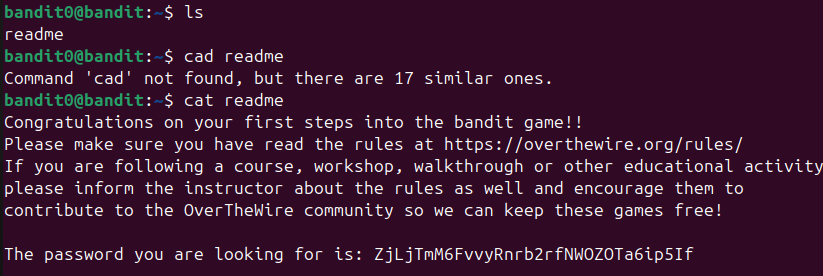 bandit0@bandit:~$ ls
readme
bandit0@bandit:~$ cad readme
Command 'cad' not found, but there are 17 similar ones.
bandit0@bandit:~$ cat readme
Congratulations on your first steps into the bandit game!!
Please make sure you have read the rules at https://overthewire.org/rules/
If you are following a course, workshop, walkthrough or other educational activity
please inform the instructor about the rules as well and encourage them to
contribute to the OverTheWire community so we can keep these games free!

The password you are looking for is: ZjLjTmM6FvvyRnrb2rfNWOZOTa6ip5If